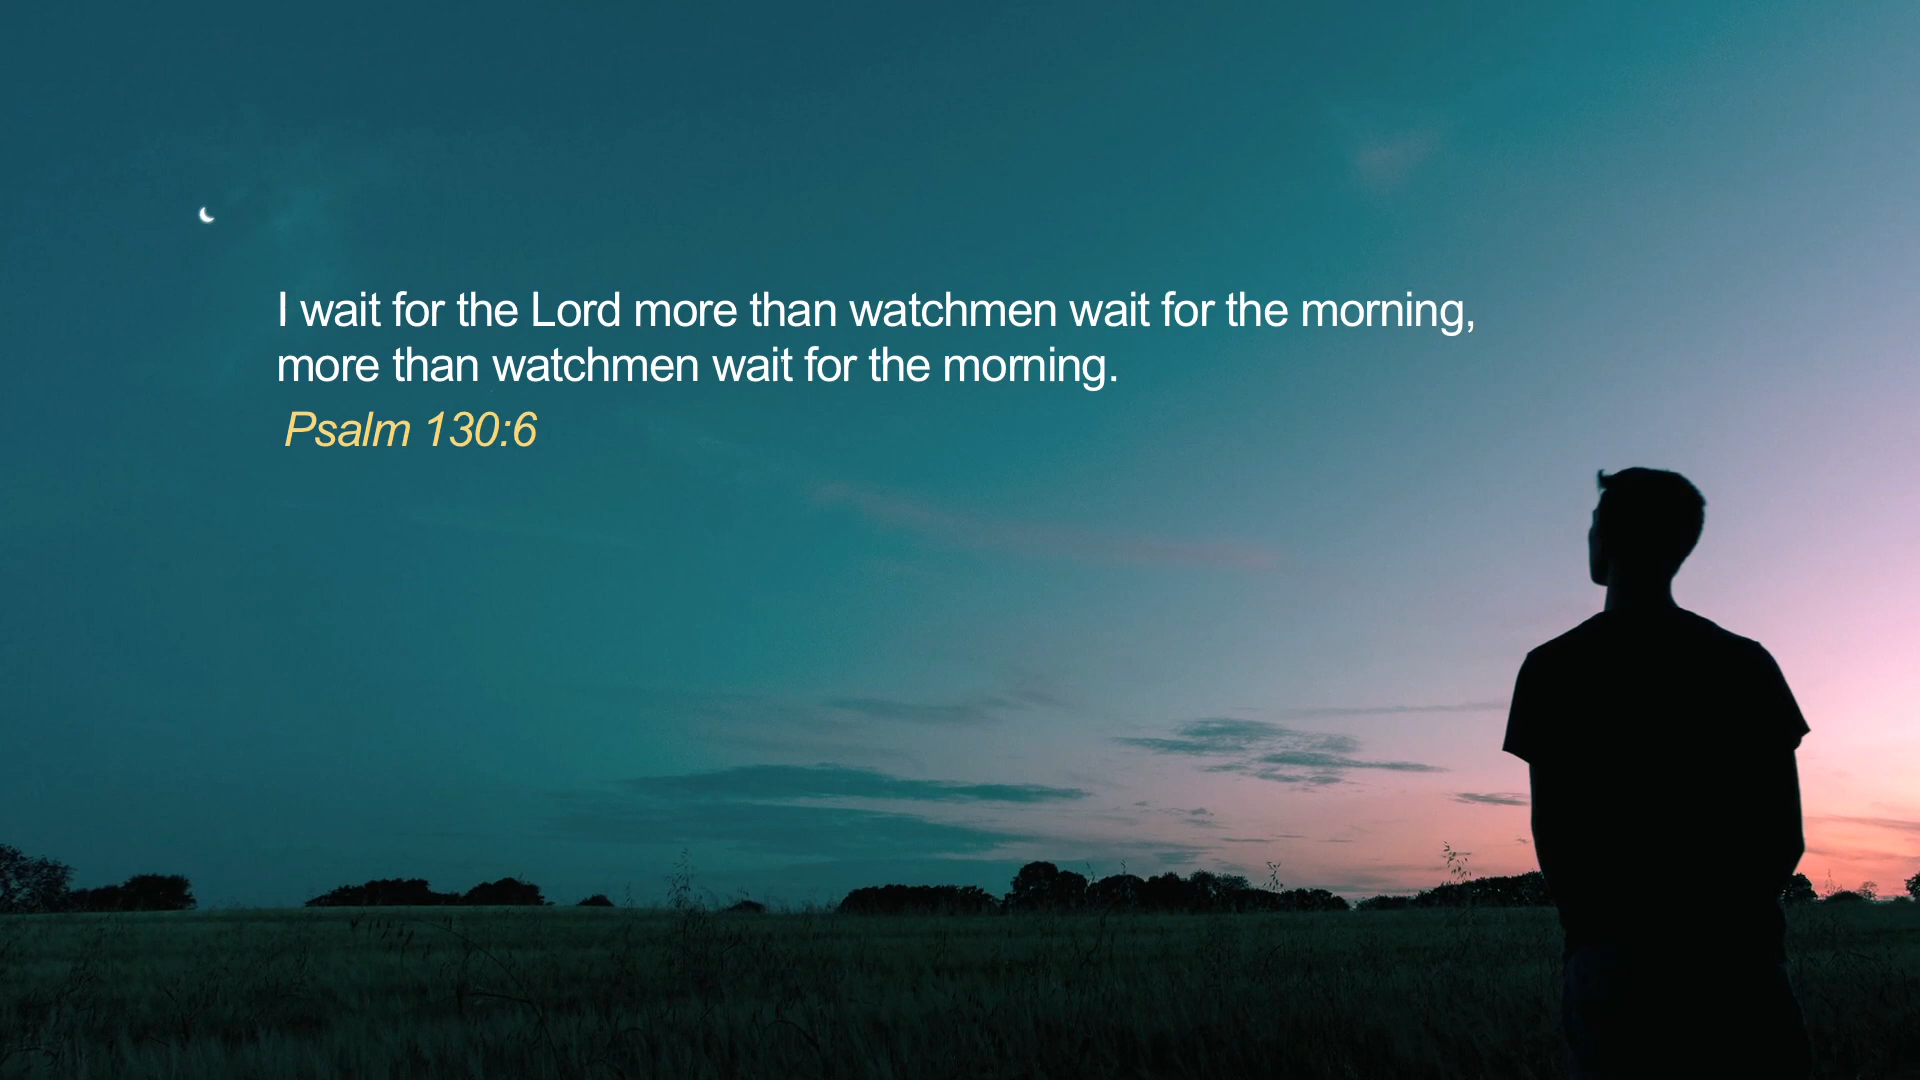 I wait for the Lord more than watchmen wait for the morning,
more than watchmen wait for the morning.
Psalm 130:6